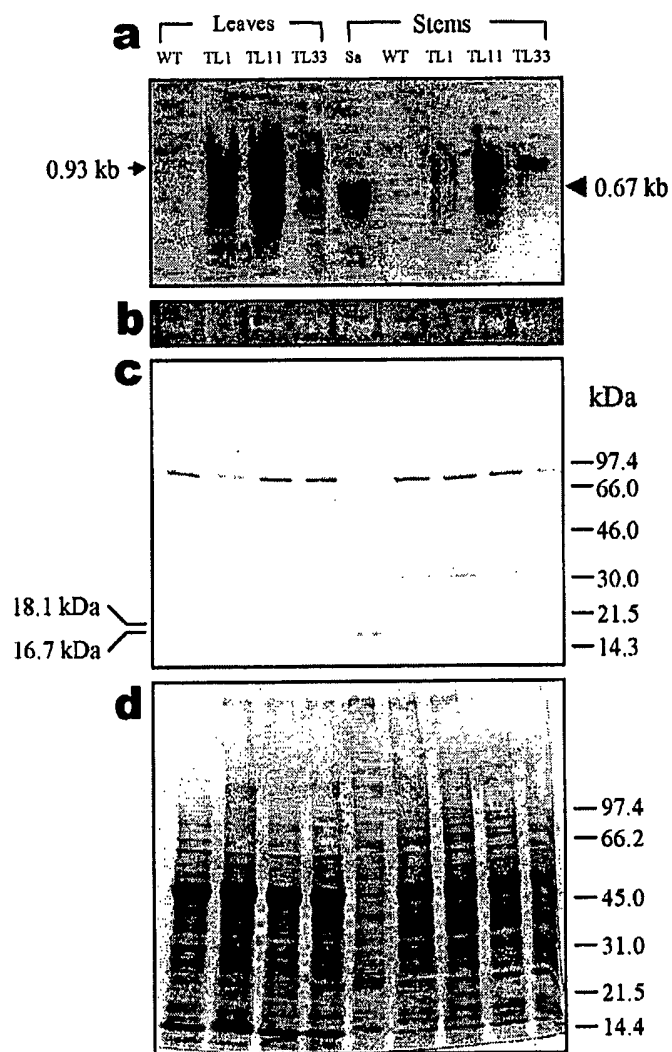 a
Leaves Stems
WT TL1 TL11 TL33 Sa WT TL1 TL11 TL33
0.93 kb
0.67 kb
b
c
kDa
97.4
66.0
46.0
30.0
21.5
14.3
18.1 kDa
16.7 kDa
d
97.4
66.2
45.0
31.0
21.5
14.4